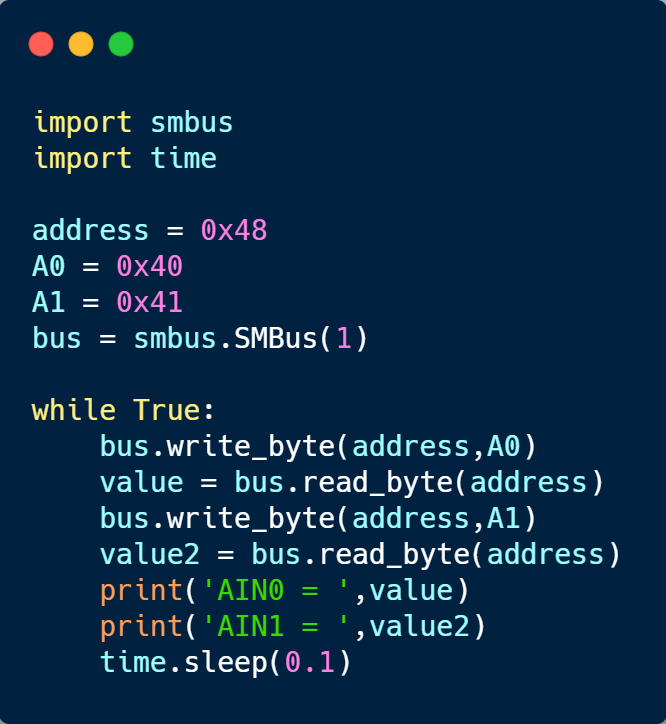 import smbus
import time

address = 0x48
A0 = 0x40
A1 = 0x41
bus = smbus.SMBus(1)

while True:
    bus.write_byte(address,A0)
    value = bus.read_byte(address)
    bus.write_byte(address,A1)
    value2 = bus.read_byte(address)
    print('AIN0 = ',value)
    print('AIN1 = ',value2)
    time.sleep(0.1)